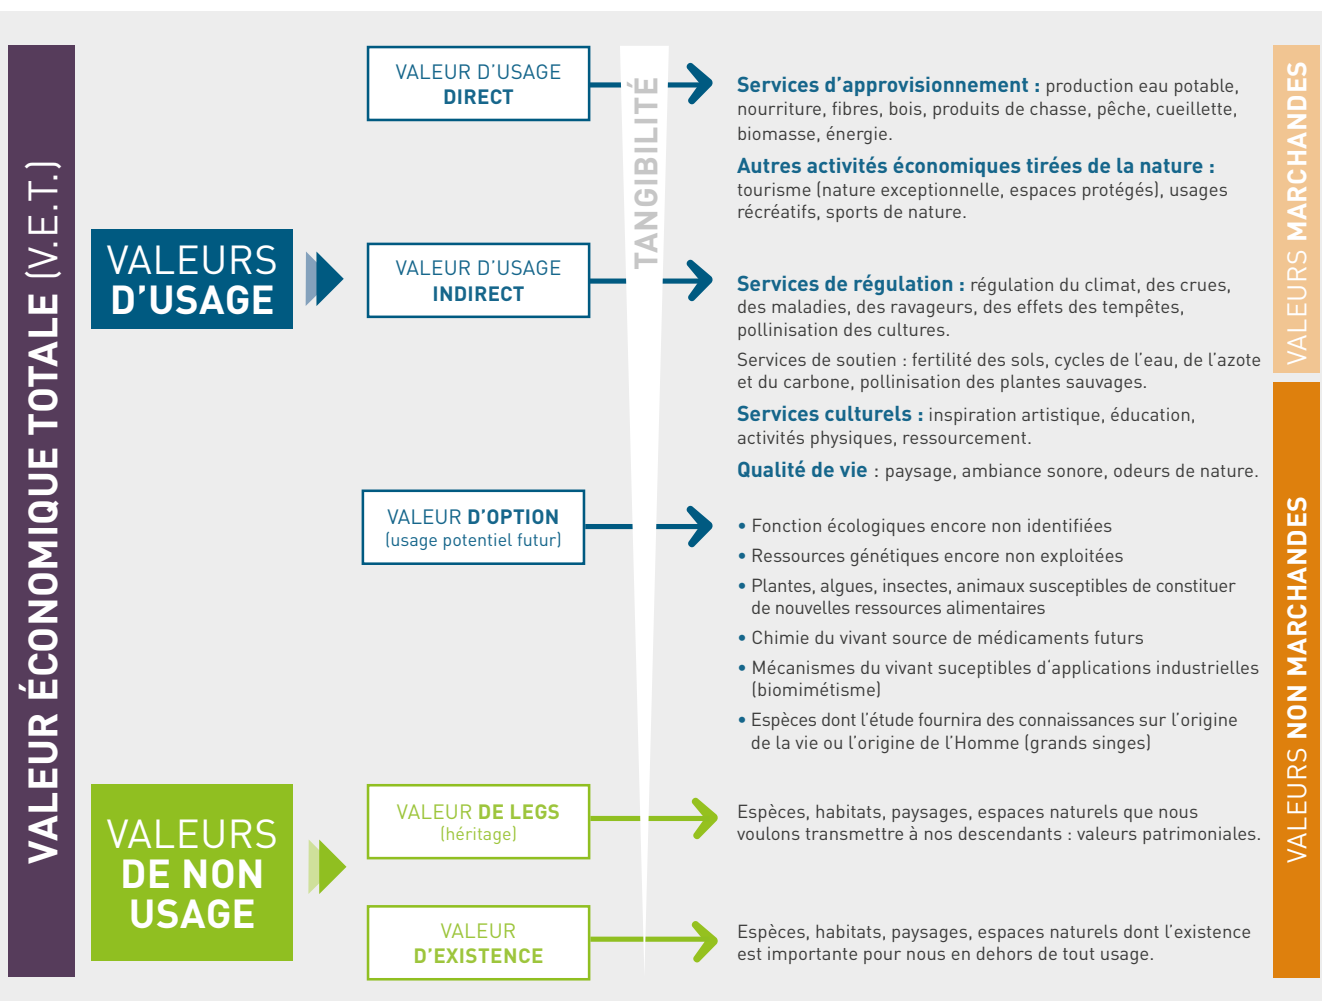 VALEUR ÉCONOMIQUE TOTALE (V.E.T.)
VALEURS
D'USAGE
VALEUR D'USAGE
DIRECT
VALEUR D'USAGE
INDIRECT
VALEUR D'OPTION
(usage potentiel futur)
TANGIBILITÉ
Services d'approvisionnement : production eau potable,
nourriture, fibres, bois, produits de chasse, pêche, cueillette,
biomasse, énergie.
Autres activités économiques tirées de la nature :
tourisme (nature exceptionnelle, espaces protégés), usages
récréatifs, sports de nature.
Services de régulation : régulation du climat, des crues,
des maladies, des ravageurs, des effets des tempêtes,
pollinisation des cultures.
Services de soutien : fertilité des sols, cycles de l'eau, de l'azote
et du carbone, pollinisation des plantes sauvages.
Services culturels : inspiration artistique, éducation,
activités physiques, ressourcement.
Qualité de vie : paysage, ambiance sonore, odeurs de nature.
• Fonction écologiques encore non identifiées
• Ressources génétiques encore non exploitées
• Plantes, algues, insectes, animaux susceptibles de constituer
de nouvelles ressources alimentaires
• Chimie du vivant source de médicaments futurs
• Mécanismes du vivant suceptibles d'applications industrielles
(biomimétisme)
• Espèces dont l'étude fournira des connaissances sur l'origine
de la vie ou l'origine de l'Homme (grands singes)
VALEURS
DE NON
USAGE
VALEUR DE LEGS
(héritage)
Espèces, habitats, paysages, espaces naturels que nous
voulons transmettre à nos descendants : valeurs patrimoniales.
VALEUR
D'EXISTENCE
Espèces, habitats, paysages, espaces naturels dont l'existence
est importante pour nous en dehors de tout usage.
VALEURS MARCHANDES
VALEURS NON MARCHANDES